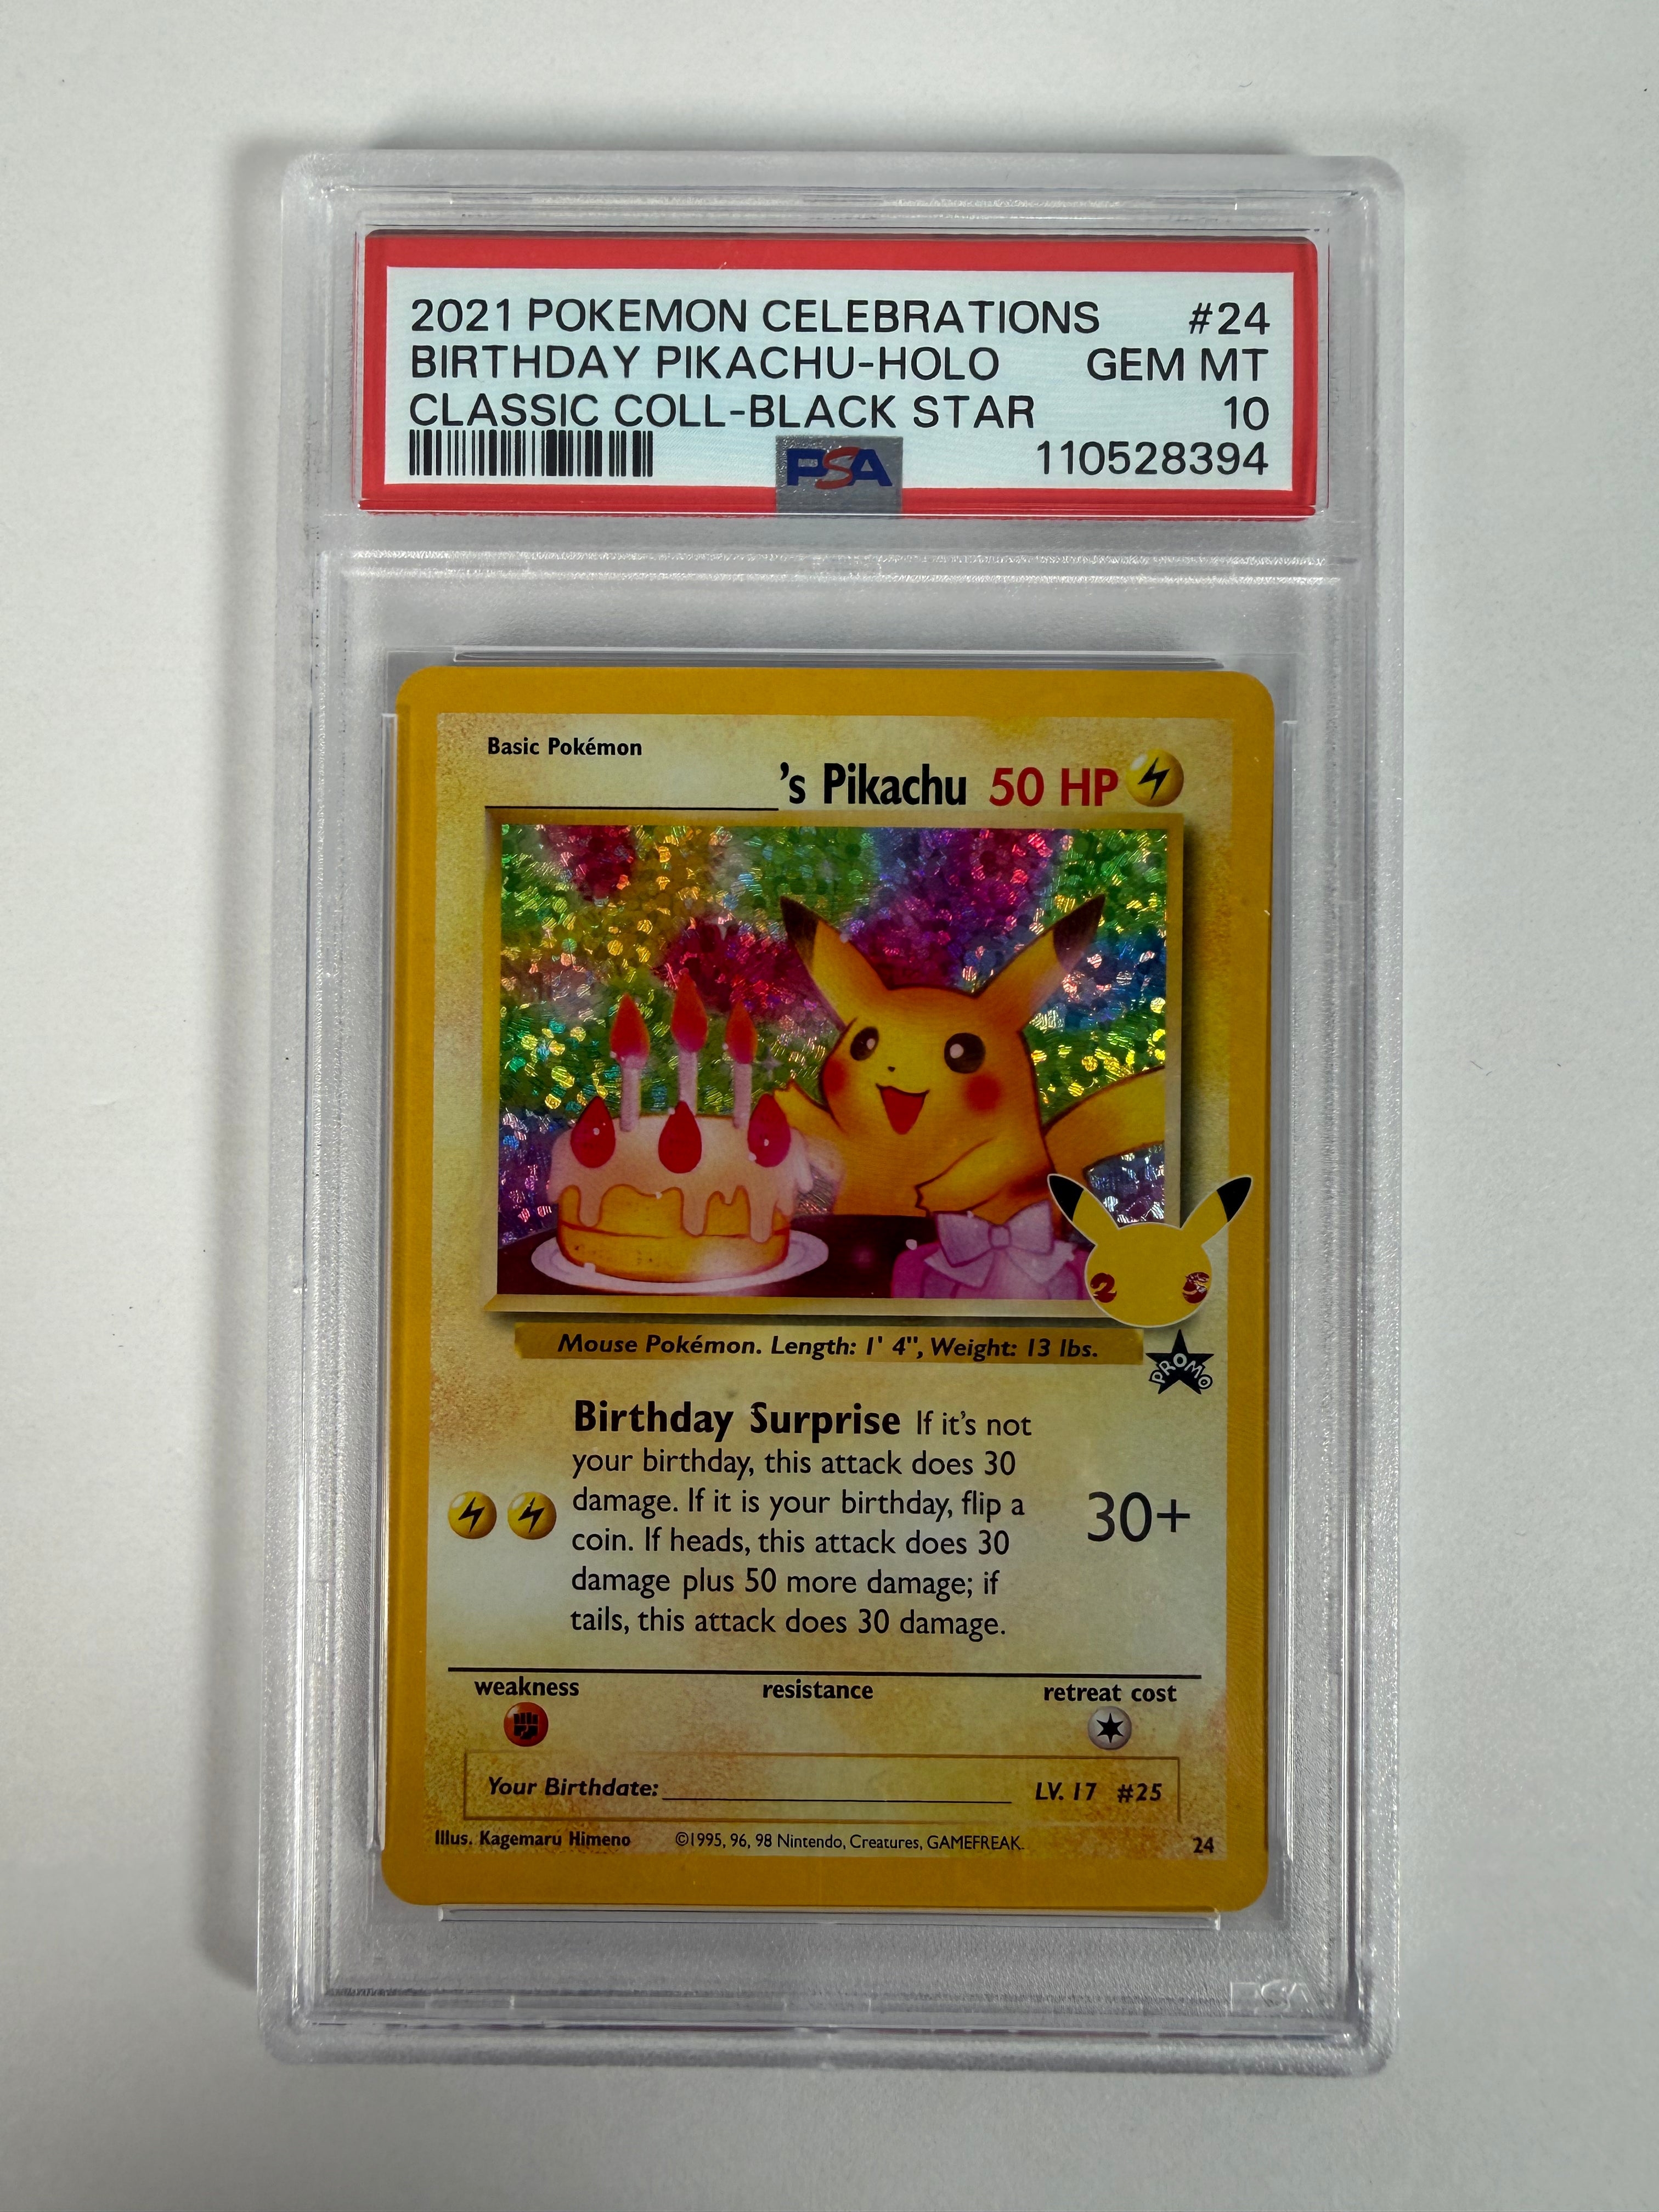 2021 POKEMON CELEBRATIONS #24
BIRTHDAY PIKACHU-HOLO GEM MT
CLASSIC COLL-BLACK STAR 10
PSA 110528394
Basic Pokémon
___________'s Pikachu 50 HP
25
Mouse Pokémon. Length: 1' 4", Weight: 13 lbs.
PROMO
Birthday Surprise If it's not
your birthday, this attack does 30
damage. If it is your birthday, flip a
coin. If heads, this attack does 30
damage plus 50 more damage; if
tails, this attack does 30 damage.
30+
weakness resistance retreat cost
Your Birthdate:___________ LV. 17 #25
Illus. Kagemaru Himeno ©1995, 96, 98 Nintendo, Creatures, GAMEFREAK. 24
PSA